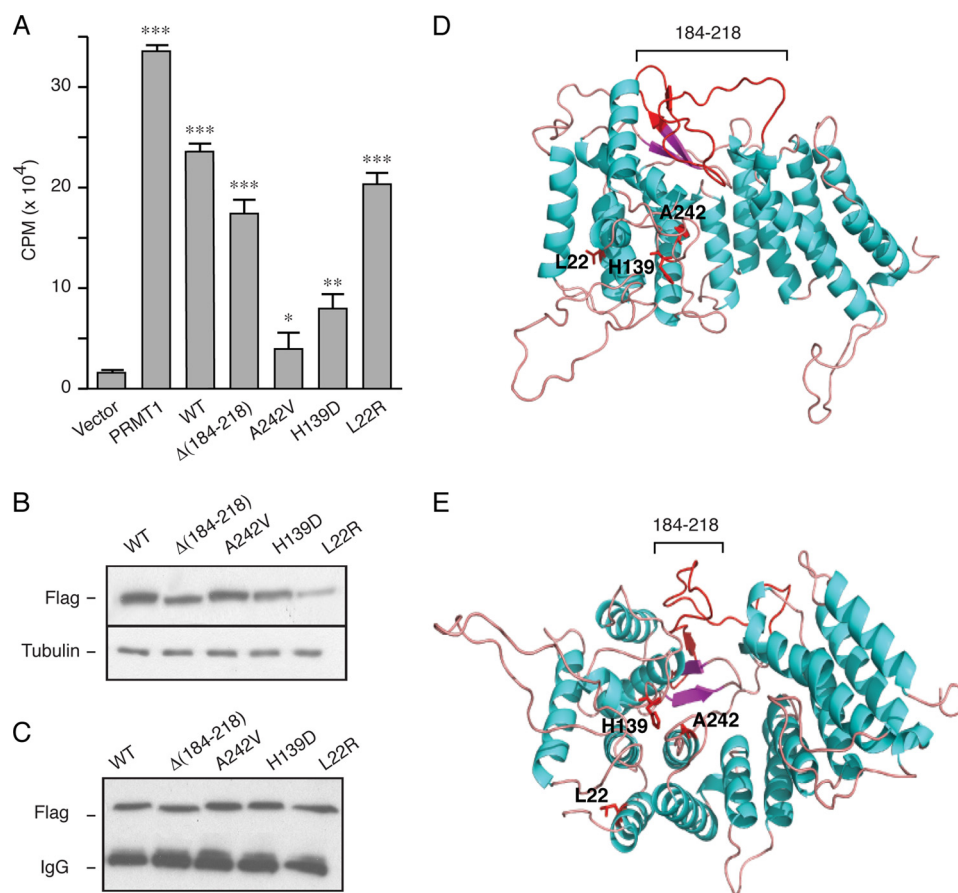 A
CPM (x 10⁴)
30
20
10
0
***
***
***
*
**
***
Vector
PRMT1
WT
Δ(184-218)
A242V
H139D
L22R
B
WT
Δ(184-218)
A242V
H139D
L22R
Flag –
Tubulin –
C
WT
Δ(184-218)
A242V
H139D
L22R
Flag –
IgG –
D
184-218
A242
L22
H139
E
184-218
H139
A242
L22